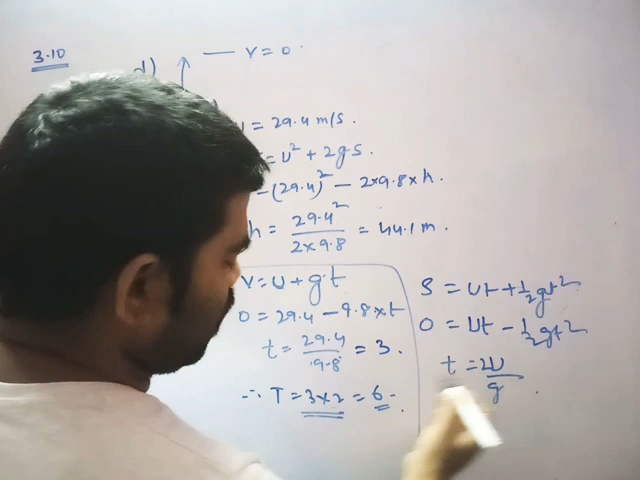 3.10
d)
— v = 0.
= 29.4 m/s.
= u² + 2gs.
(29.4)² - 2×9.8×h.
h = 29.4² / 2×9.8 = 44.1 m.
v = u + g·t
0 = 29.4 - 9.8×t
t = 29.4 / 9.8 = 3.
∴ T = 3×2 = 6.
S = ut + ½gt²
0 = ut - ½gt²
t = 2u / g